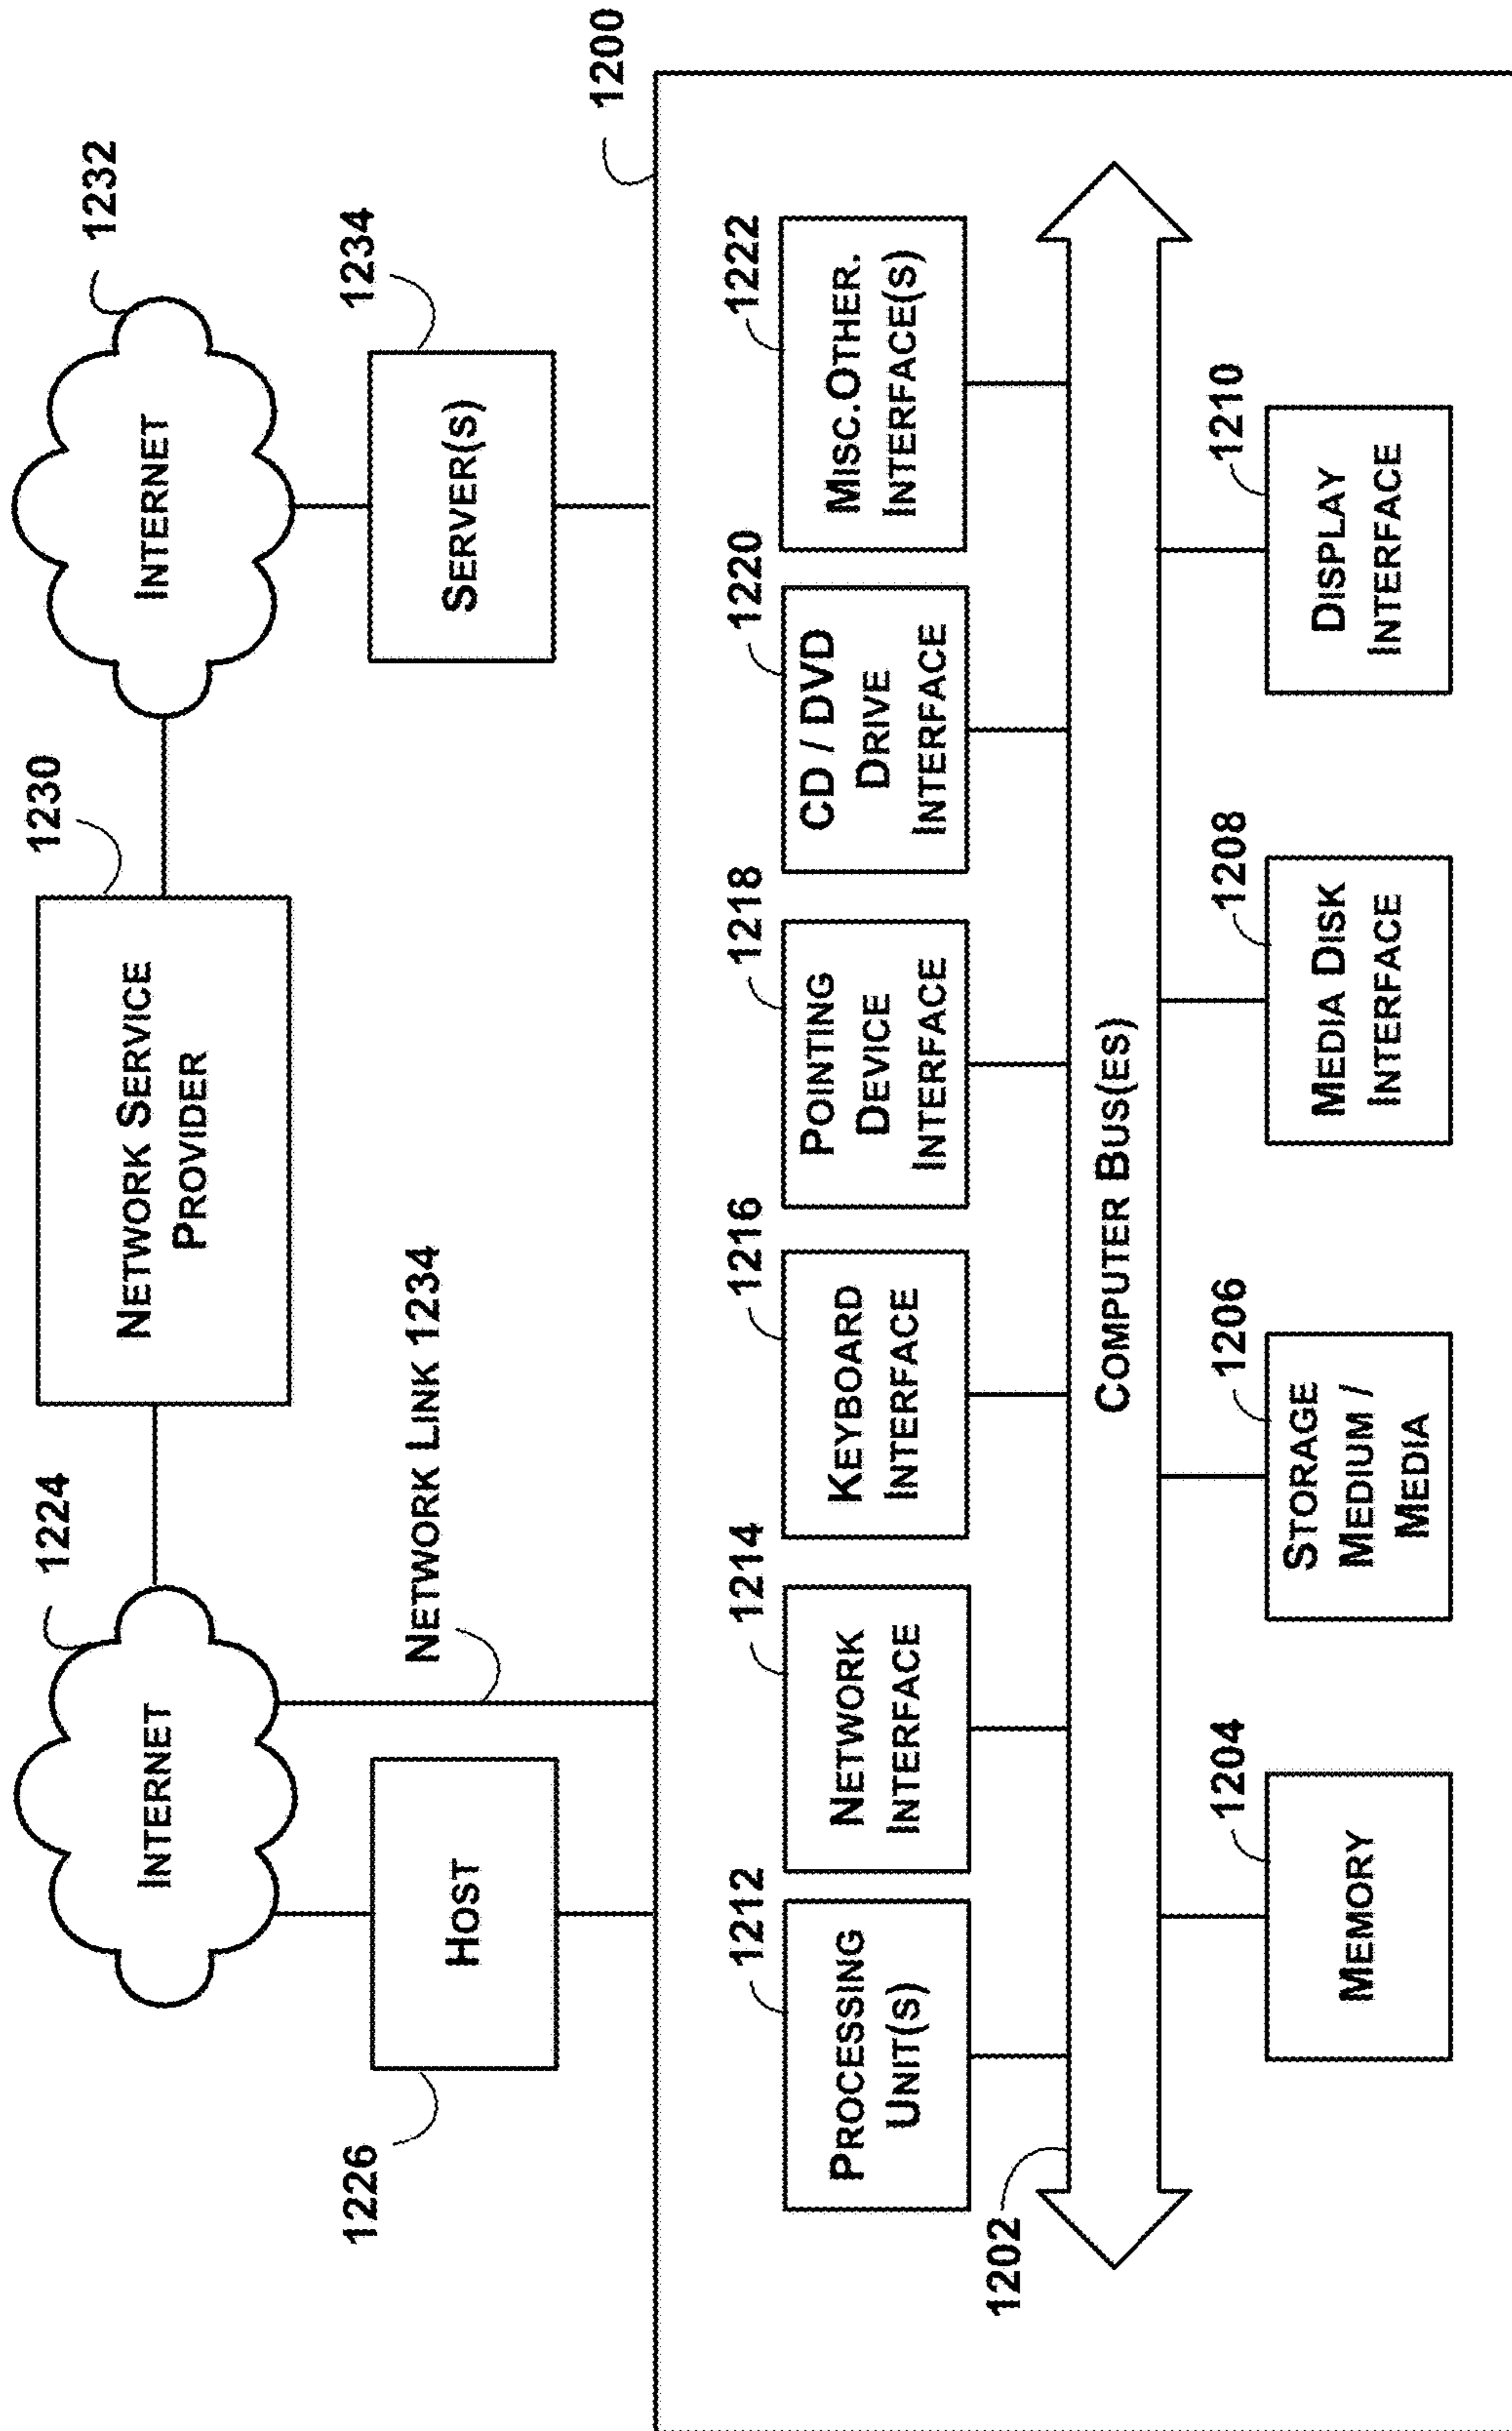 1224
1230
1232
INTERNET
NETWORK SERVICE
PROVIDER
INTERNET
1226
HOST
NETWORK LINK 1234
SERVER(S)
1234
1200
1212
1214
1216
1218
1220
1222
PROCESSING
UNIT(S)
NETWORK
INTERFACE
KEYBOARD
INTERFACE
POINTING
DEVICE
INTERFACE
CD / DVD
DRIVE
INTERFACE
MISC.OTHER.
INTERFACE(S)
1202
COMPUTER BUS(ES)
1204
1206
1208
1210
MEMORY
STORAGE
MEDIUM /
MEDIA
MEDIA DISK
INTERFACE
DISPLAY
INTERFACE